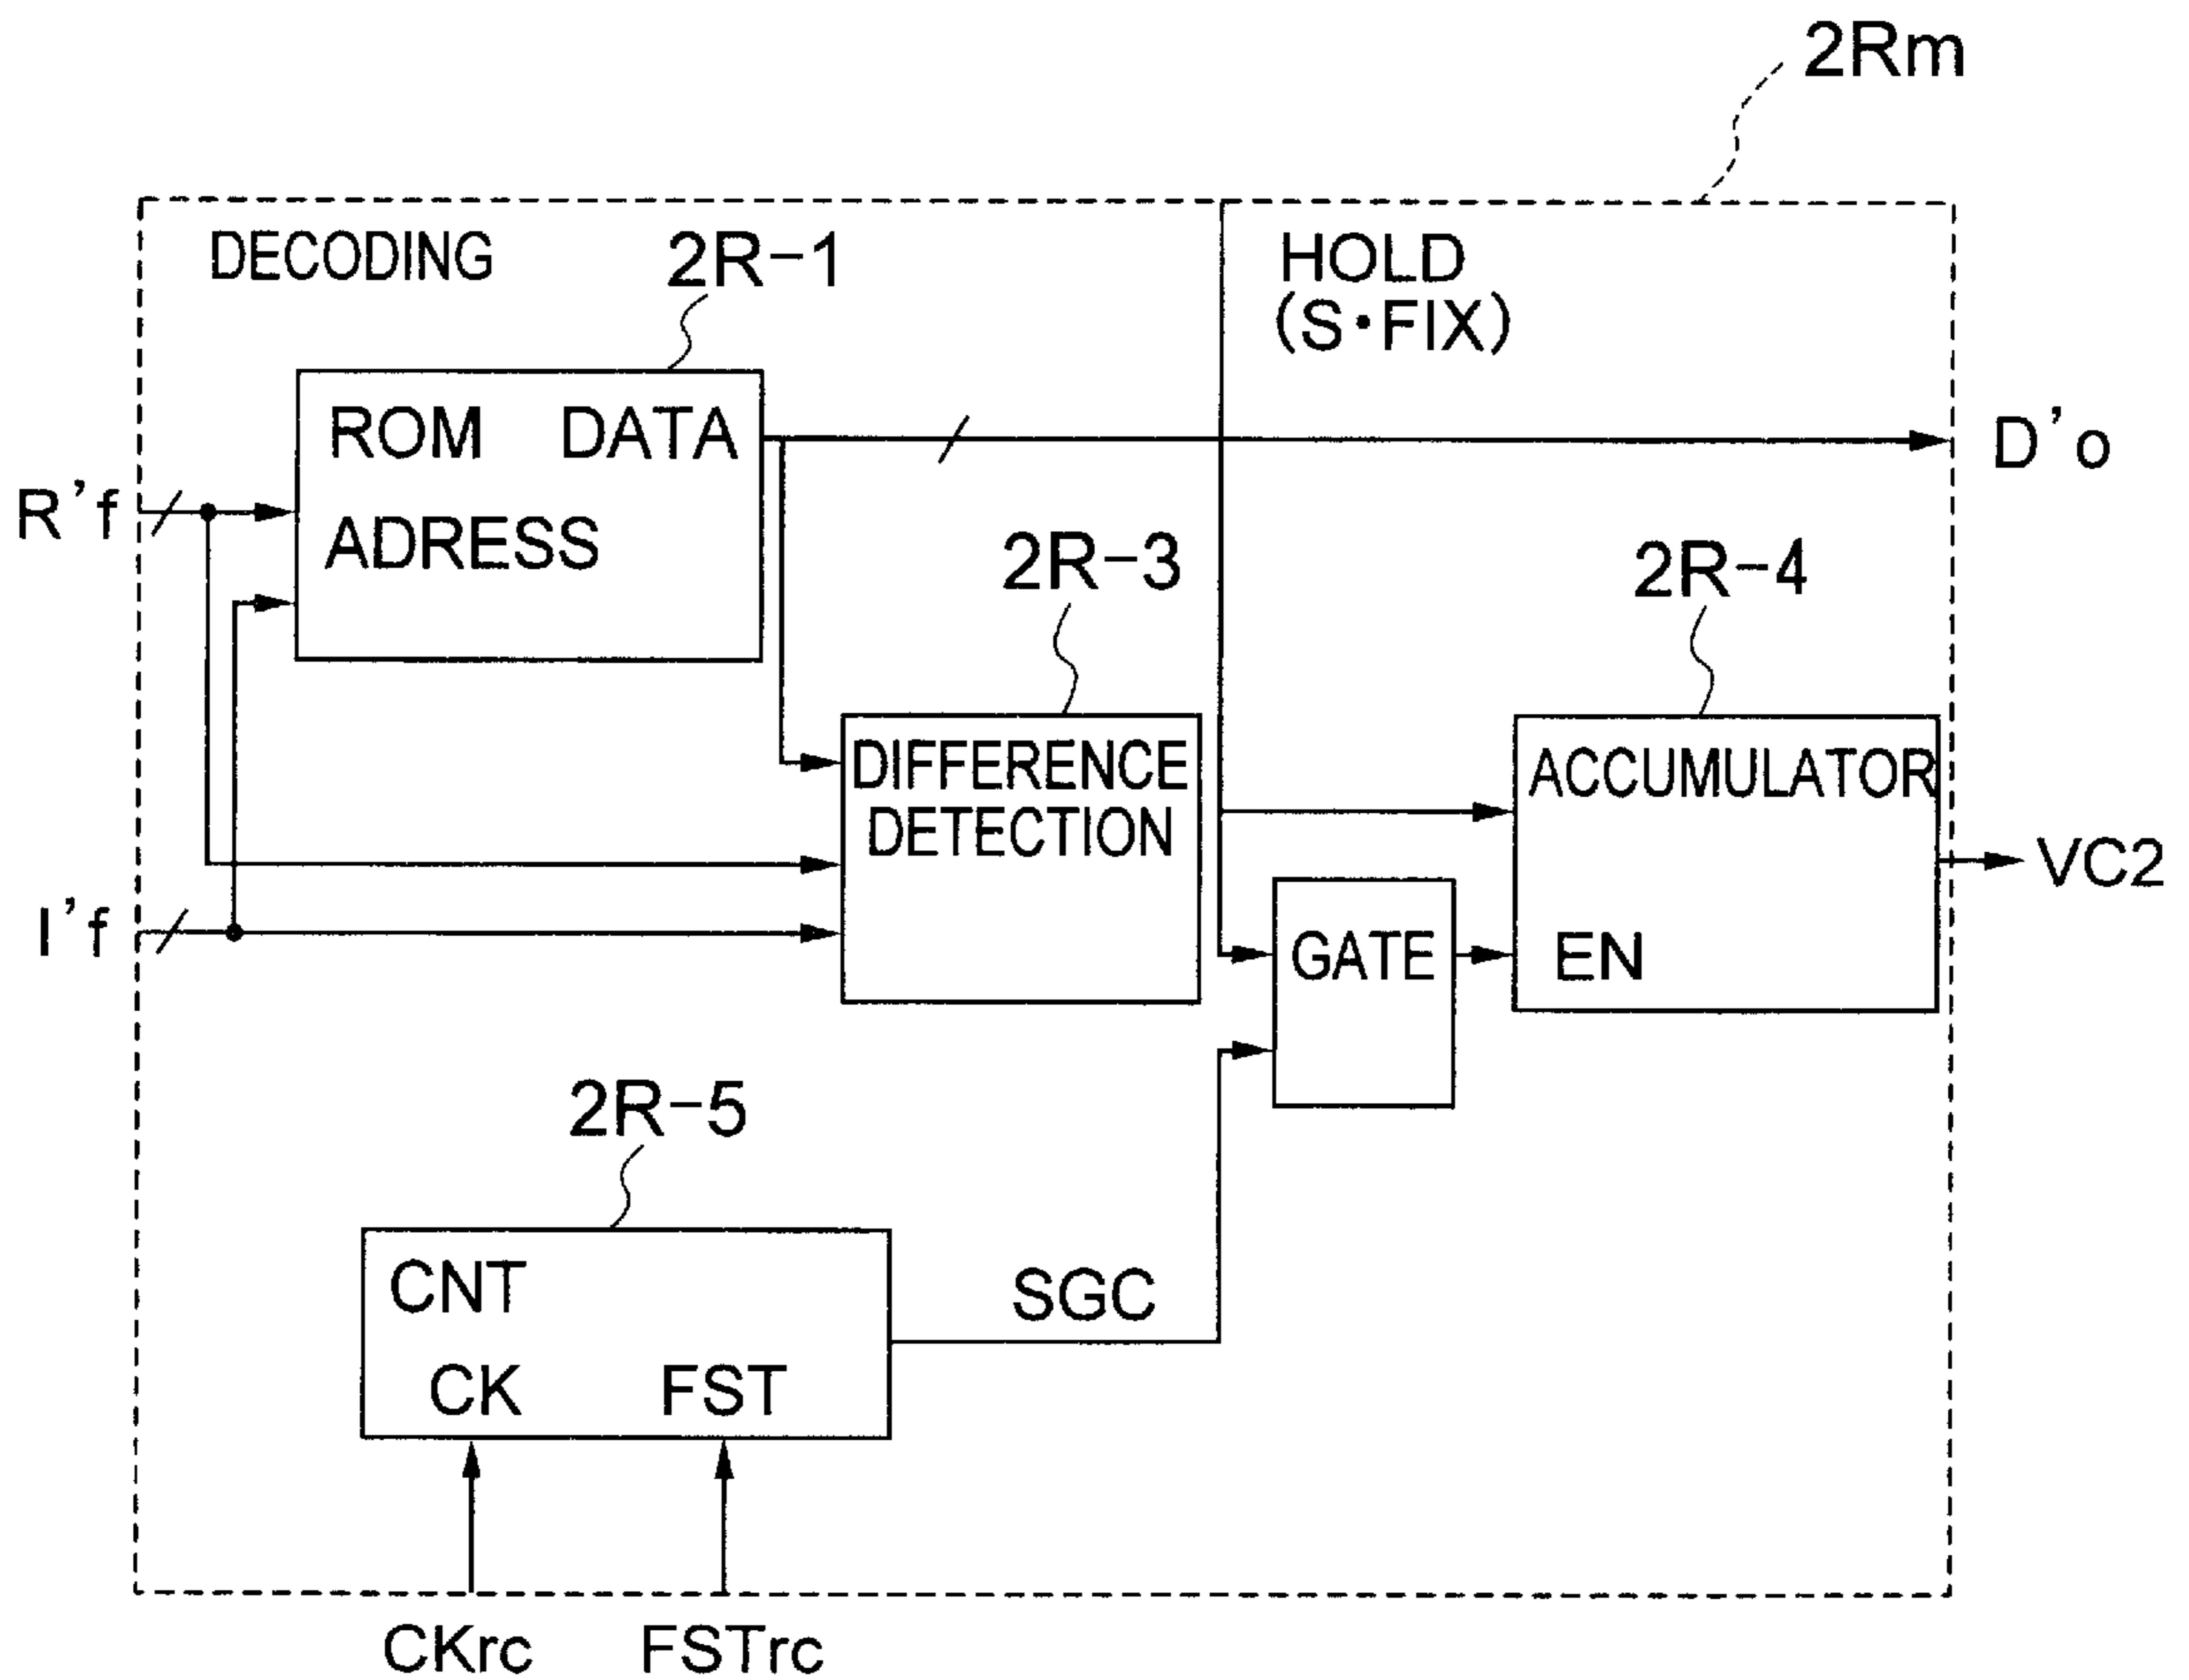 2Rm
DECODING
2R-1
HOLD
(S・FIX)
ROM DATA
ADRESS
D'o
R'f
2R-3
2R-4
DIFFERENCE
DETECTION
ACCUMULATOR
VC2
I'f
GATE
EN
2R-5
CNT
SGC
CK FST
CKrc
FSTrc